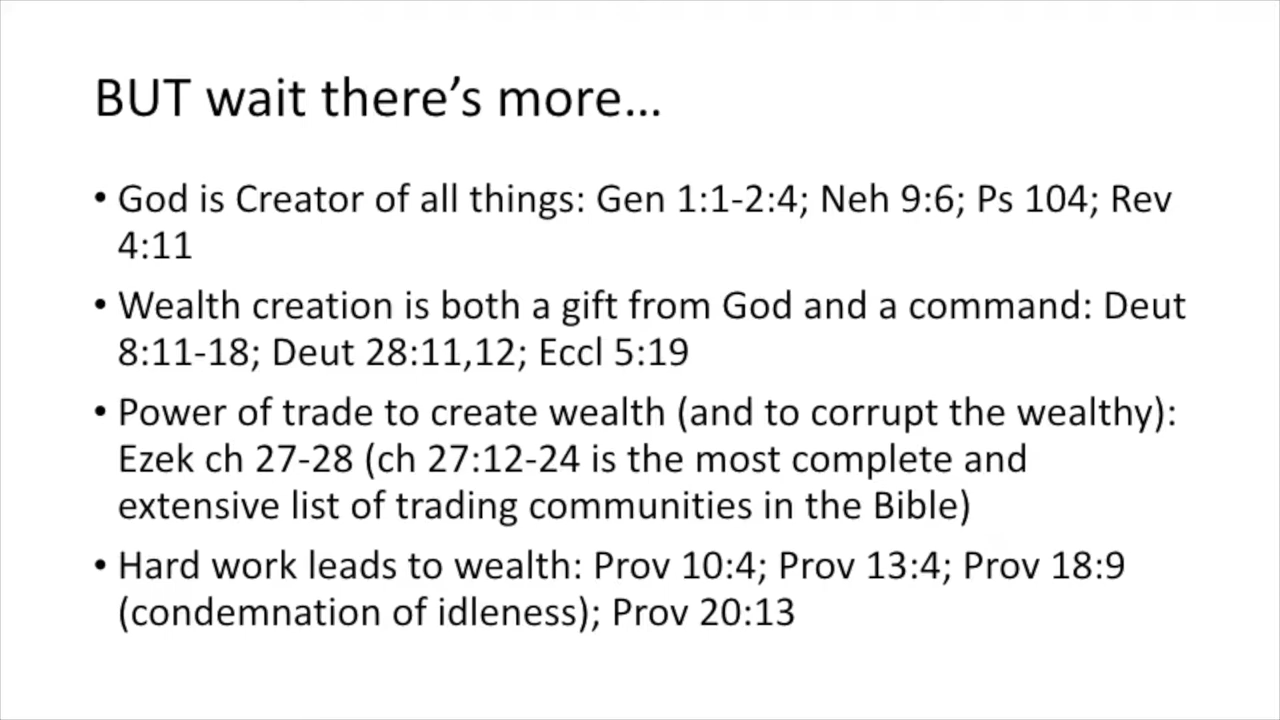 BUT wait there’s more…
• God is Creator of all things: Gen 1:1-2:4; Neh 9:6; Ps 104; Rev
4:11
• Wealth creation is both a gift from God and a command: Deut
8:11-18; Deut 28:11,12; Eccl 5:19
• Power of trade to create wealth (and to corrupt the wealthy):
Ezek ch 27-28 (ch 27:12-24 is the most complete and
extensive list of trading communities in the Bible)
• Hard work leads to wealth: Prov 10:4; Prov 13:4; Prov 18:9
(condemnation of idleness); Prov 20:13